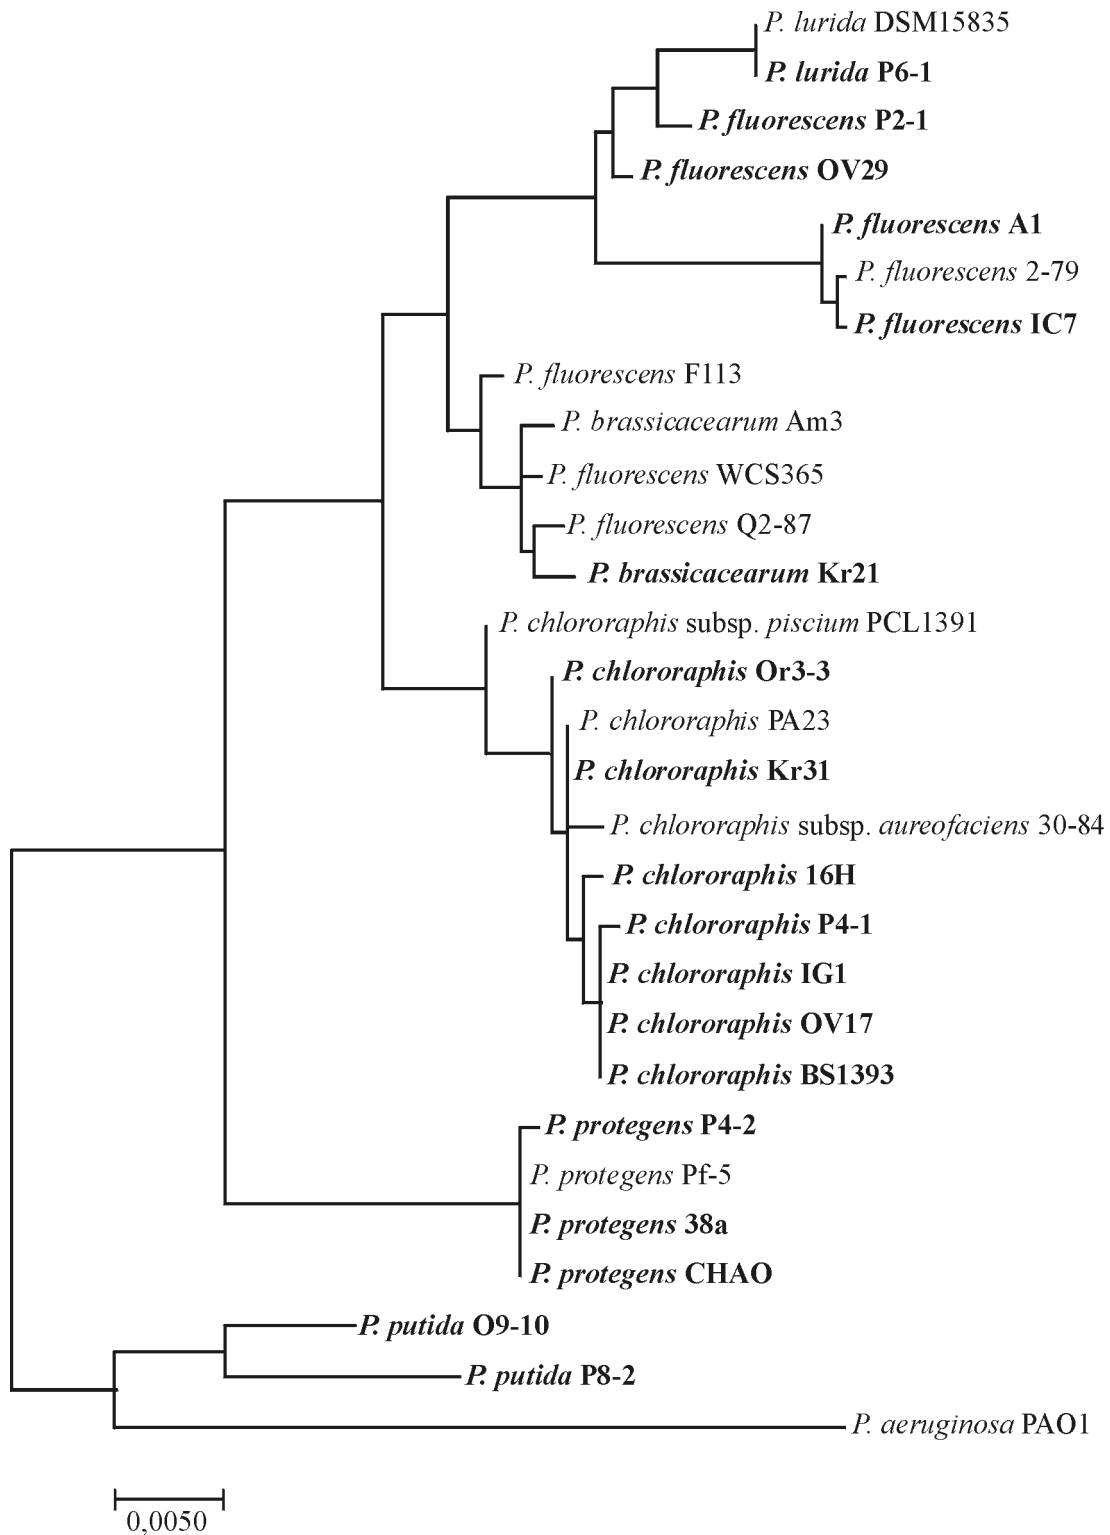 P. lurida DSM15835
P. lurida P6-1
P. fluorescens P2-1
P. fluorescens OV29
P. fluorescens A1
P. fluorescens 2-79
P. fluorescens IC7
P. fluorescens F113
P. brassicacearum Am3
P. fluorescens WCS365
P. fluorescens Q2-87
P. brassicacearum Kr21
P. chlororaphis subsp. piscium PCL1391
P. chlororaphis Or3-3
P. chlororaphis PA23
P. chlororaphis Kr31
P. chlororaphis subsp. aureofaciens 30-84
P. chlororaphis 16H
P. chlororaphis P4-1
P. chlororaphis IG1
P. chlororaphis OV17
P. chlororaphis BS1393
P. protegens P4-2
P. protegens Pf-5
P. protegens 38a
P. protegens CHAO
P. putida O9-10
P. putida P8-2
P. aeruginosa PAO1
0,0050